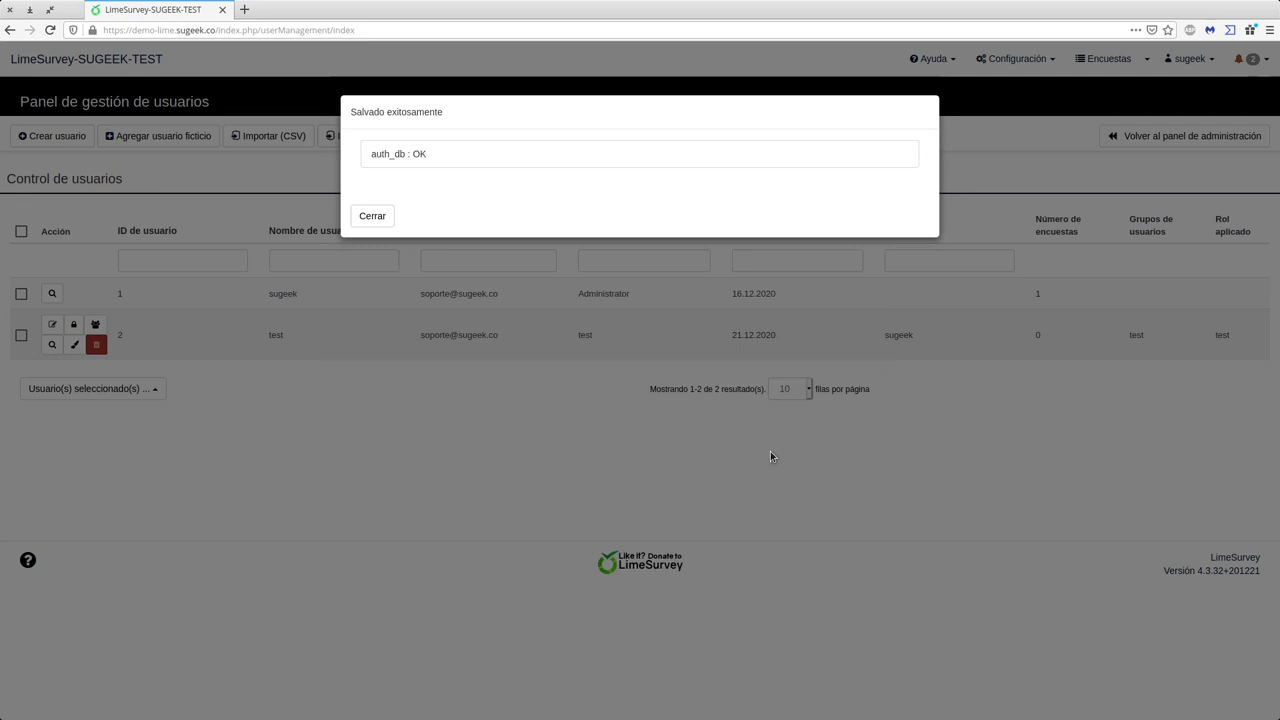 LimeSurvey-SUGEEK-TEST
https://demo-lime.sugeek.co/index.php/userManagement/index
LimeSurvey-SUGEEK-TEST
Ayuda
Configuración
Encuestas
sugeek
2
Panel de gestión de usuarios
Crear usuario
Agregar usuario ficticio
Importar (CSV)
Volver al panel de administración
Salvado exitosamente
auth_db : OK
Cerrar
Control de usuarios
Acción
ID de usuario
Nombre de usua
Número de encuestas
Grupos de usuarios
Rol aplicado
1 sugeek soporte@sugeek.co Administrator 16.12.2020 1
2 test soporte@sugeek.co test 21.12.2020 sugeek 0 test test
Usuario(s) seleccionado(s) ...
Mostrando 1-2 de 2 resultado(s). 10 filas por página
Like it? Donate to
LimeSurvey
LimeSurvey
Versión 4.3.32+201221